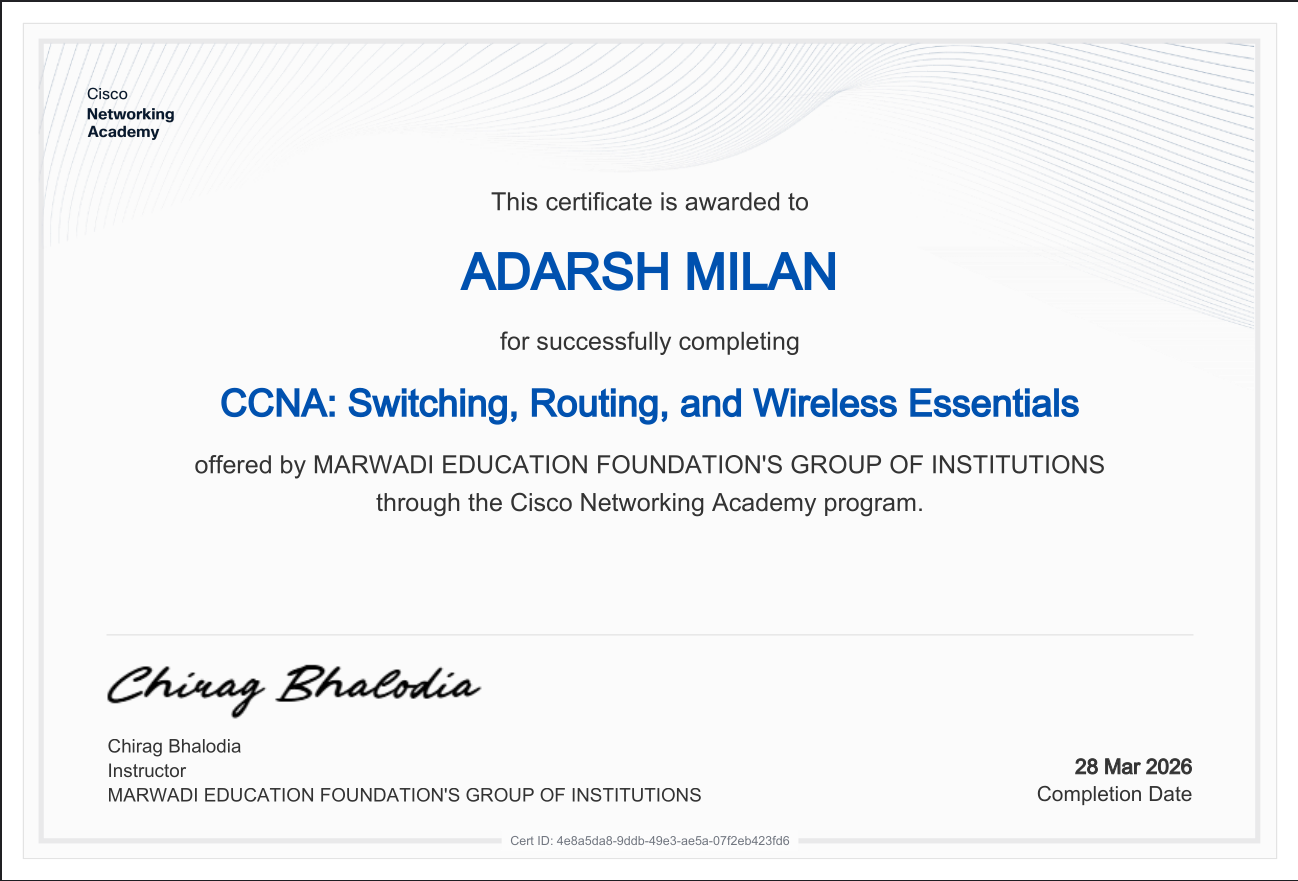 Cisco
Networking
Academy
This certificate is awarded to
ADARSH MILAN
for successfully completing
CCNA: Switching, Routing, and Wireless Essentials
offered by MARWADI EDUCATION FOUNDATION'S GROUP OF INSTITUTIONS
through the Cisco Networking Academy program.
Chirag Bhalodia
Chirag Bhalodia
Instructor
MARWADI EDUCATION FOUNDATION'S GROUP OF INSTITUTIONS
28 Mar 2026
Completion Date
Cert ID: 4e8a5da8-9ddb-49e3-ae5a-07f2eb423fd6